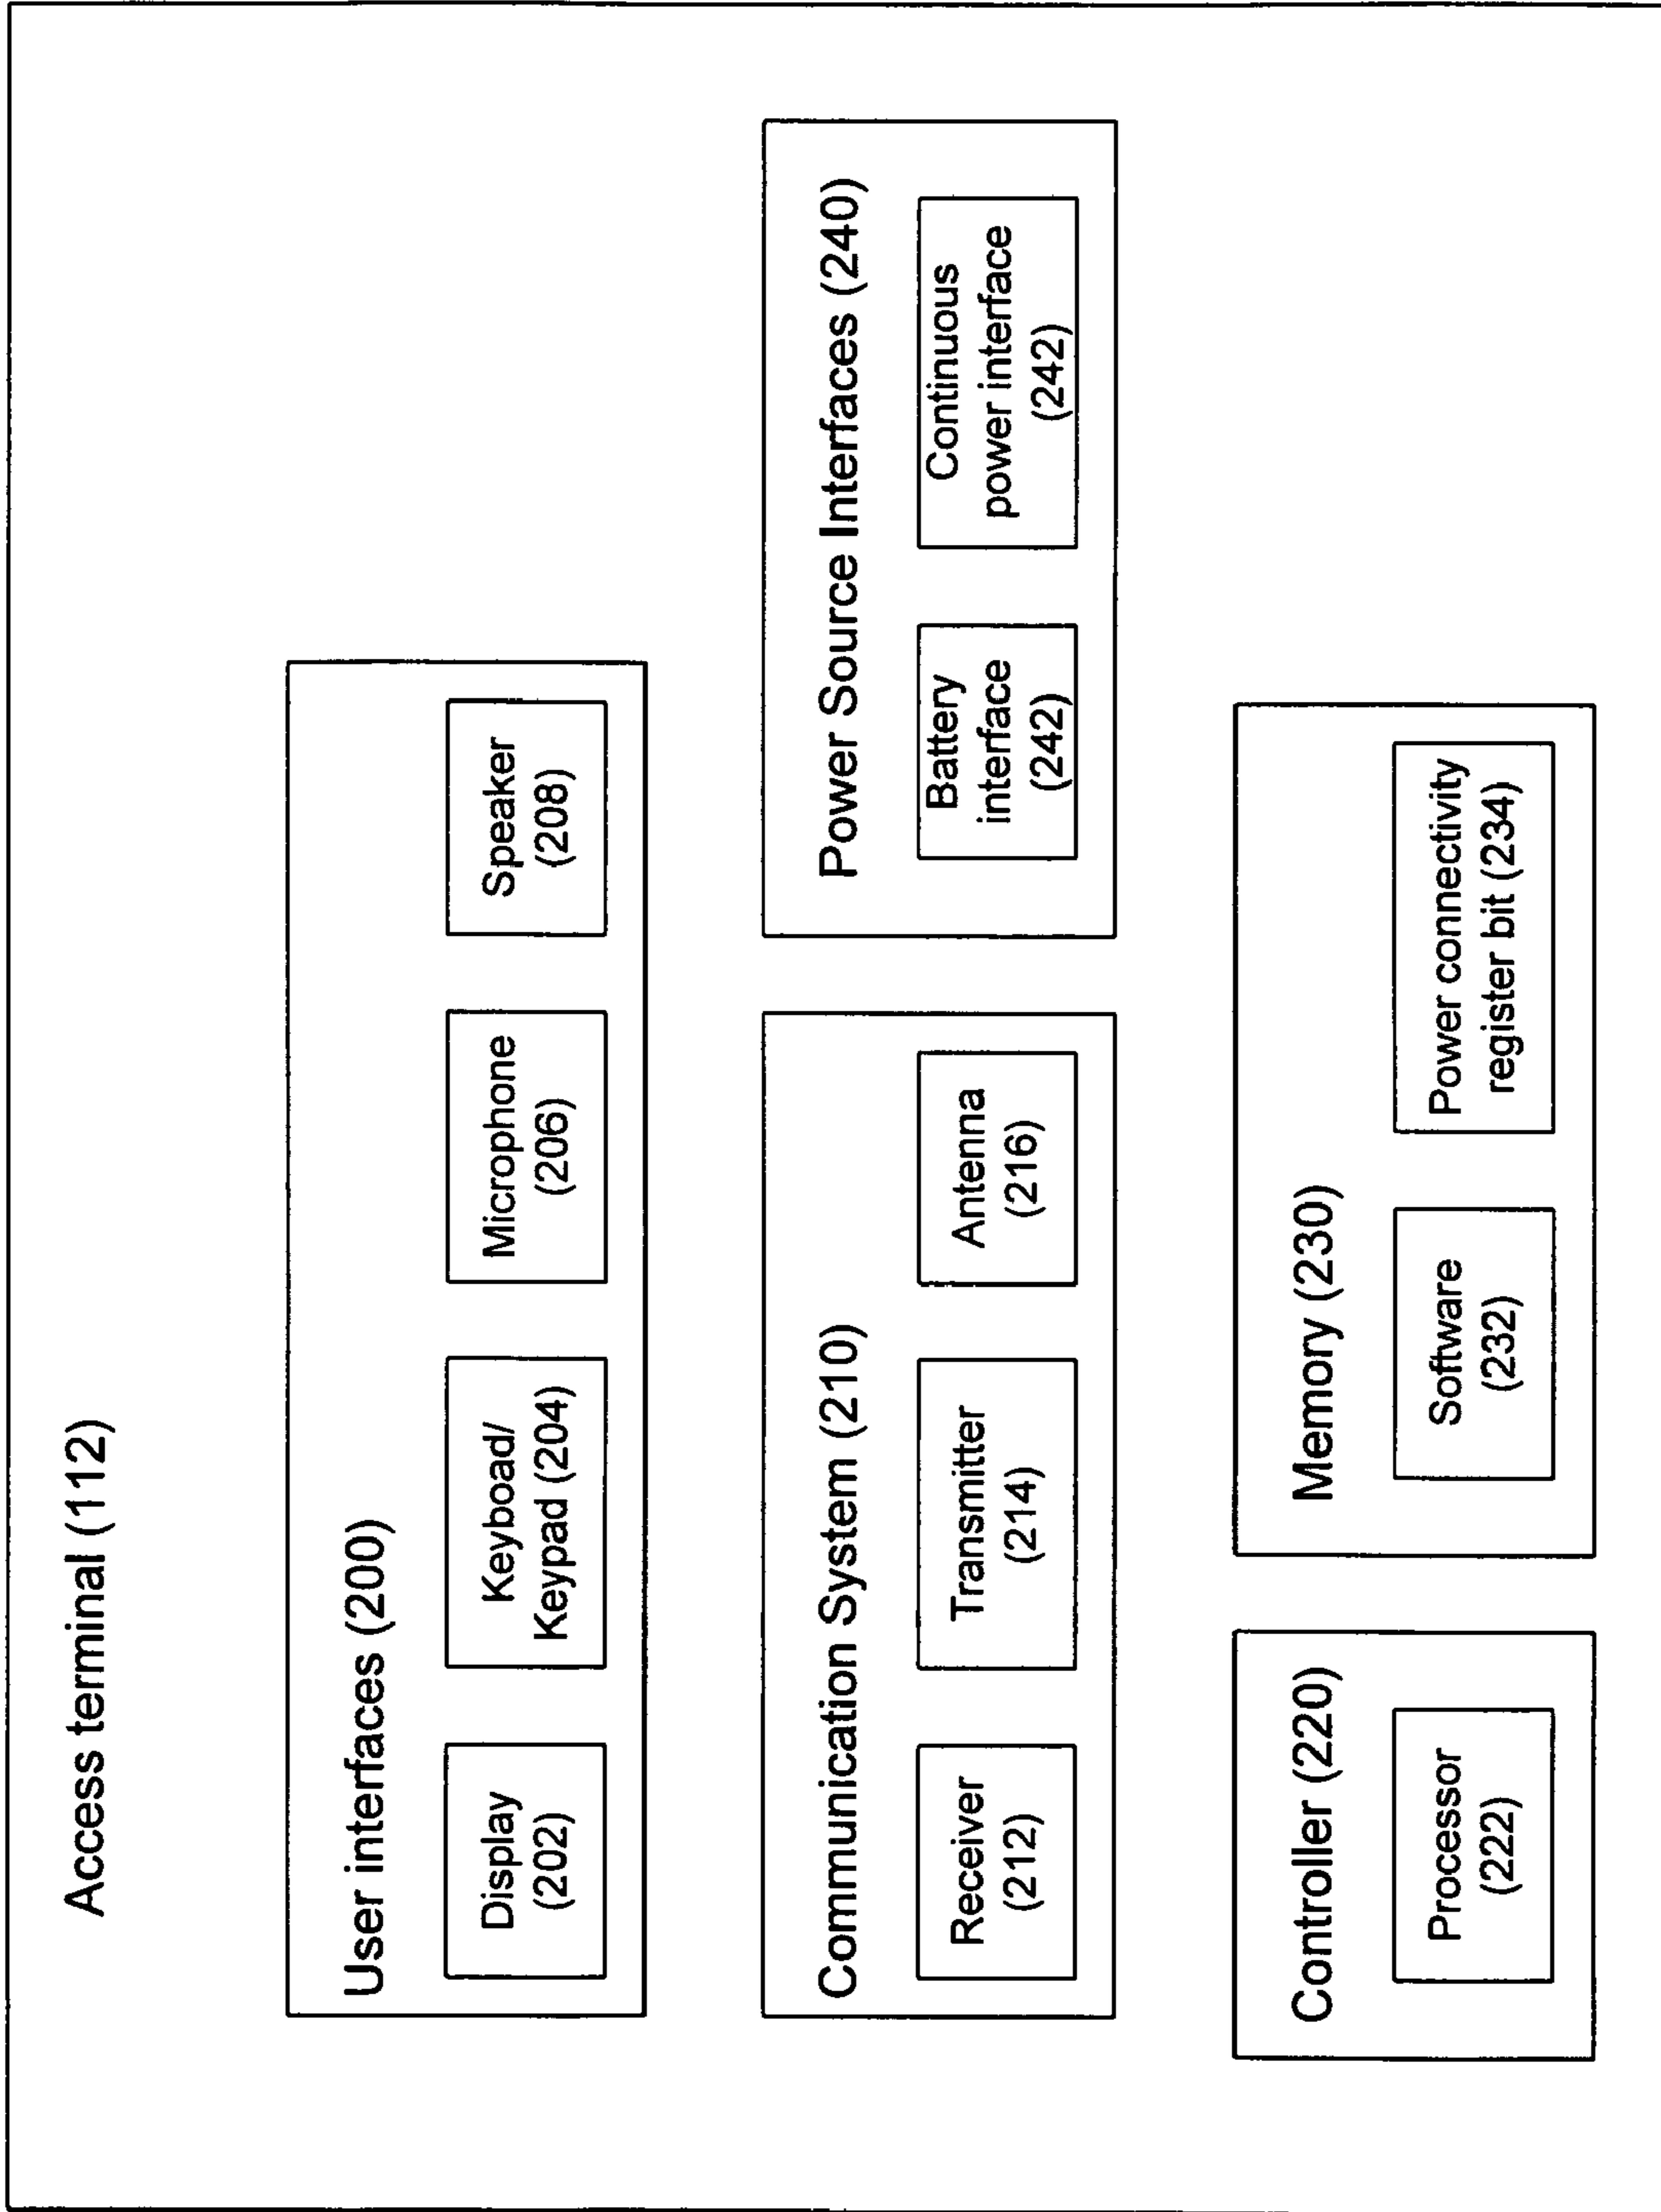 Access terminal (112)
User interfaces (200)
Display
(202)
Keyboad/
Keypad (204)
Microphone
(206)
Speaker
(208)
Communication System (210)
Receiver
(212)
Transmitter
(214)
Antenna
(216)
Power Source Interfaces (240)
Battery
interface
(242)
Continuous
power interface
(242)
Controller (220)
Processor
(222)
Memory (230)
Software
(232)
Power connectivity
register bit (234)